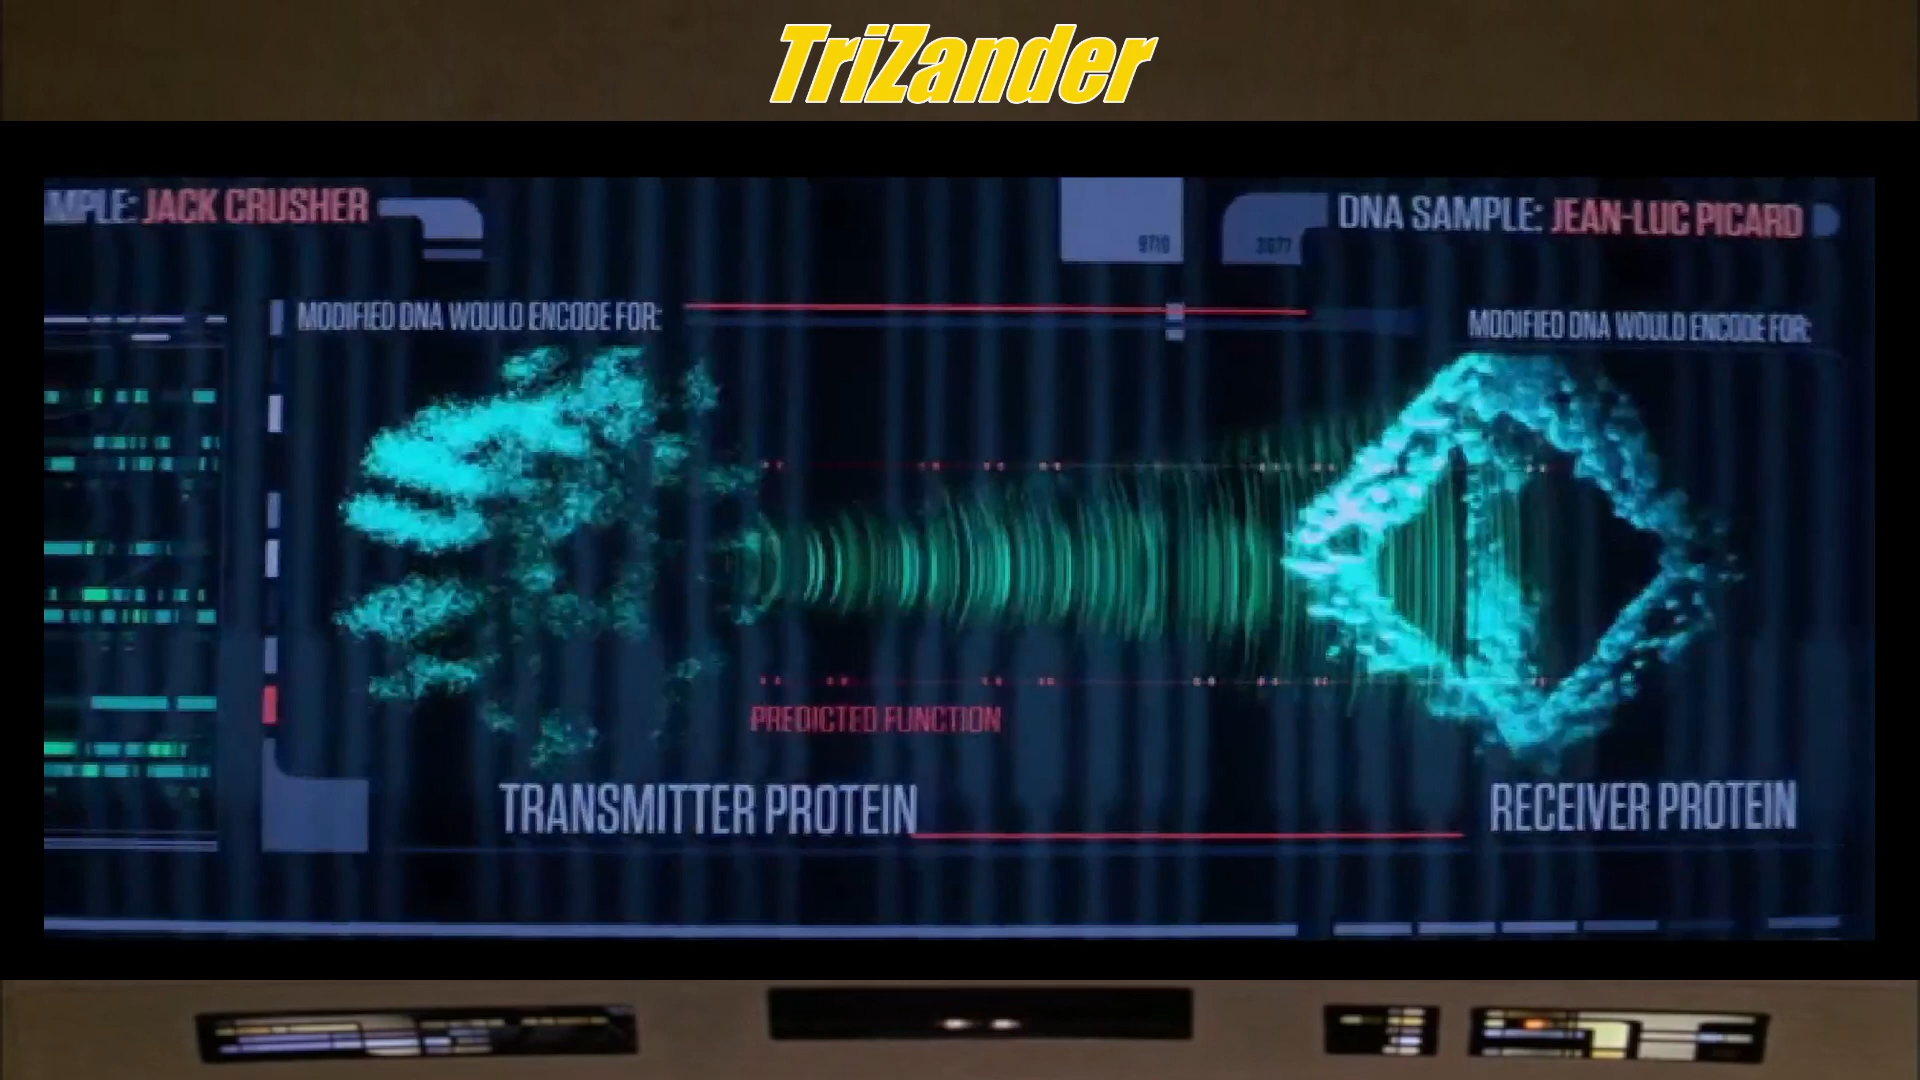 TriZander
MPLE: JACK CRUSHER
9710
3077
DNA SAMPLE: JEAN-LUC PICARD
MODIFIED DNA WOULD ENCODE FOR:
MODIFIED DNA WOULD ENCODE FOR:
PREDICTED FUNCTION
TRANSMITTER PROTEIN
RECEIVER PROTEIN